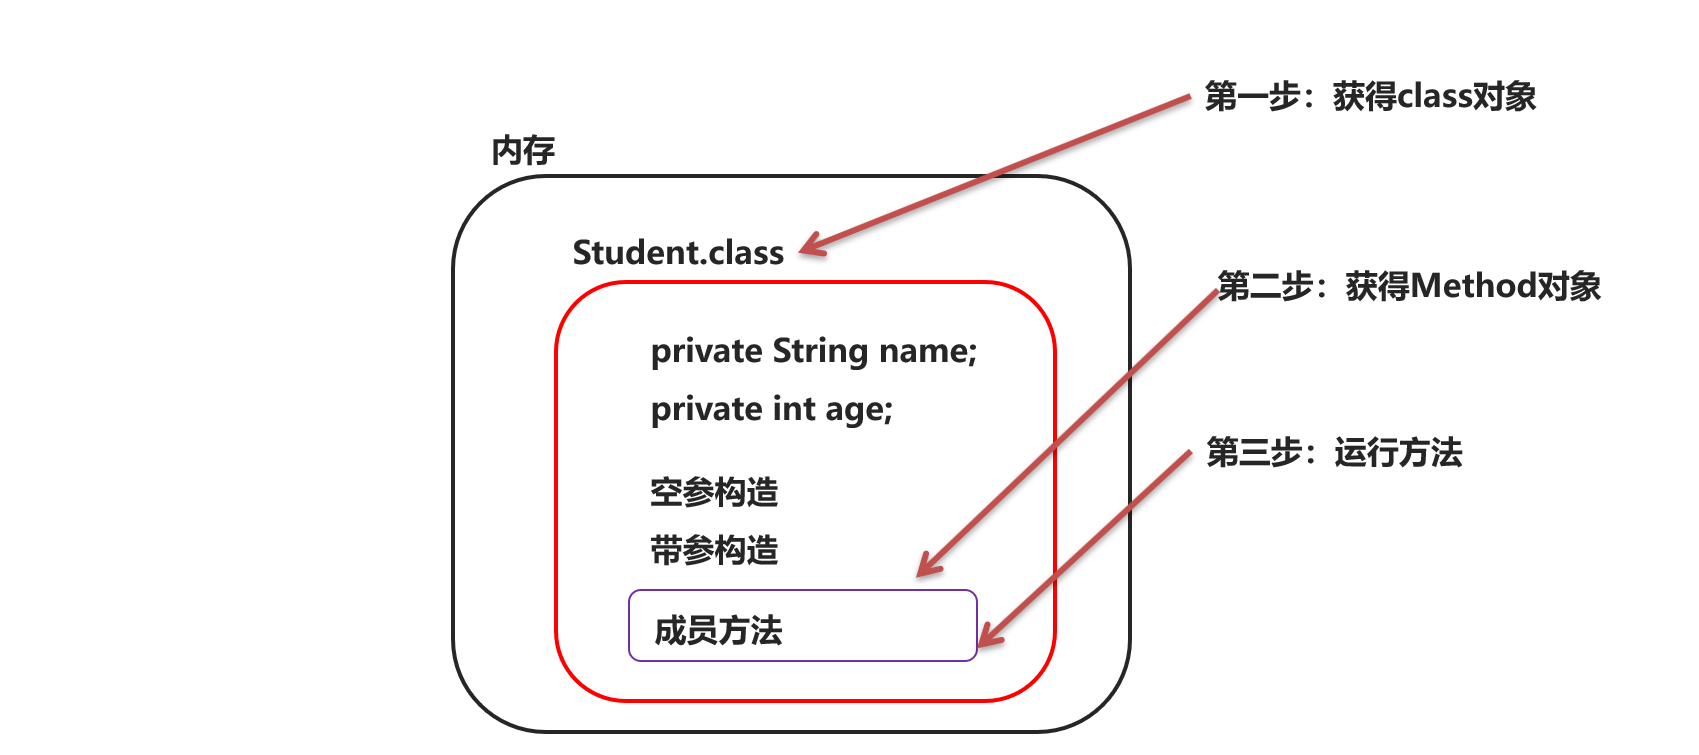 第一步：获得class对象
内存
Student.class
第二步：获得Method对象
private String name;
private int age;
第三步：运行方法
空参构造
带参构造
成员方法